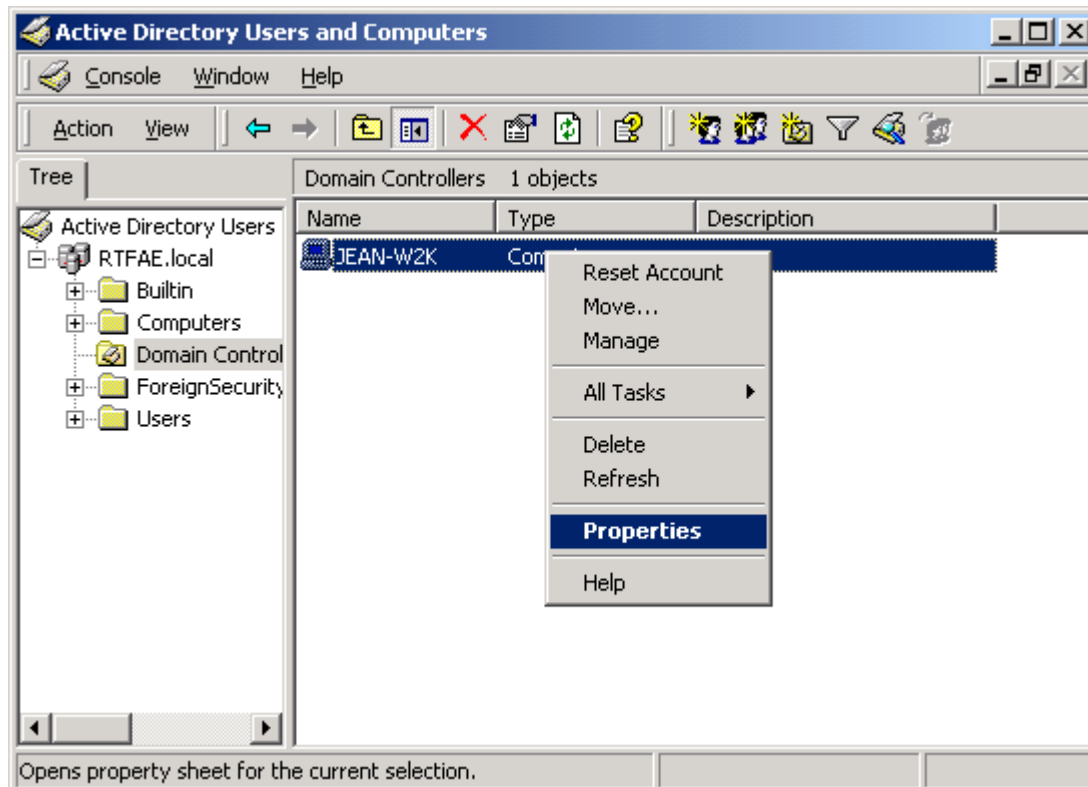 Active Directory Users and Computers
Console Window Help
Action View
Tree
Domain Controllers 1 objects
Name Type Description
Active Directory Users
RTFAE.local
Builtin
Computers
Domain Control
ForeignSecurity
Users
JEAN-W2K Com
Reset Account
Move...
Manage
All Tasks
Delete
Refresh
Properties
Help
Opens property sheet for the current selection.